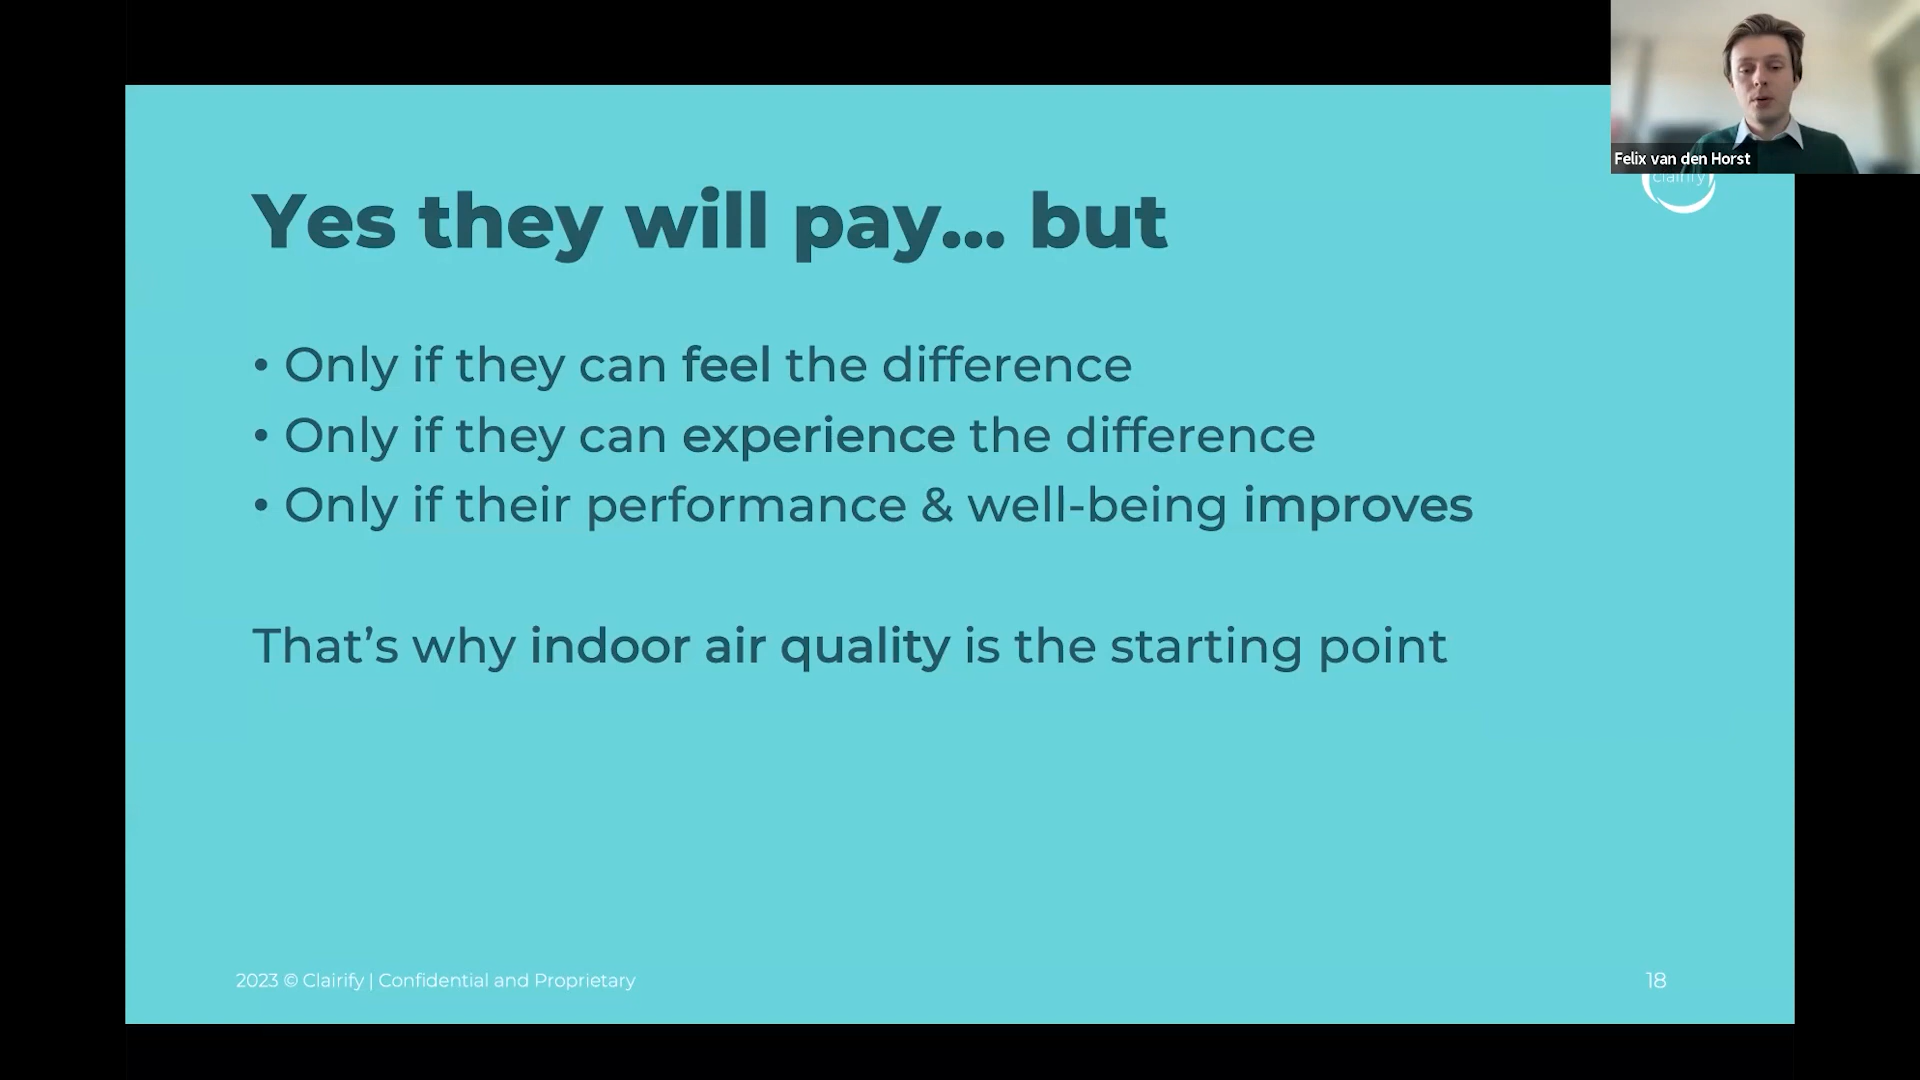 Felix van den Horst
clairify
Yes they will pay... but
• Only if they can feel the difference
• Only if they can experience the difference
• Only if their performance & well-being improves
That’s why indoor air quality is the starting point
2023 © Clairify | Confidential and Proprietary
18